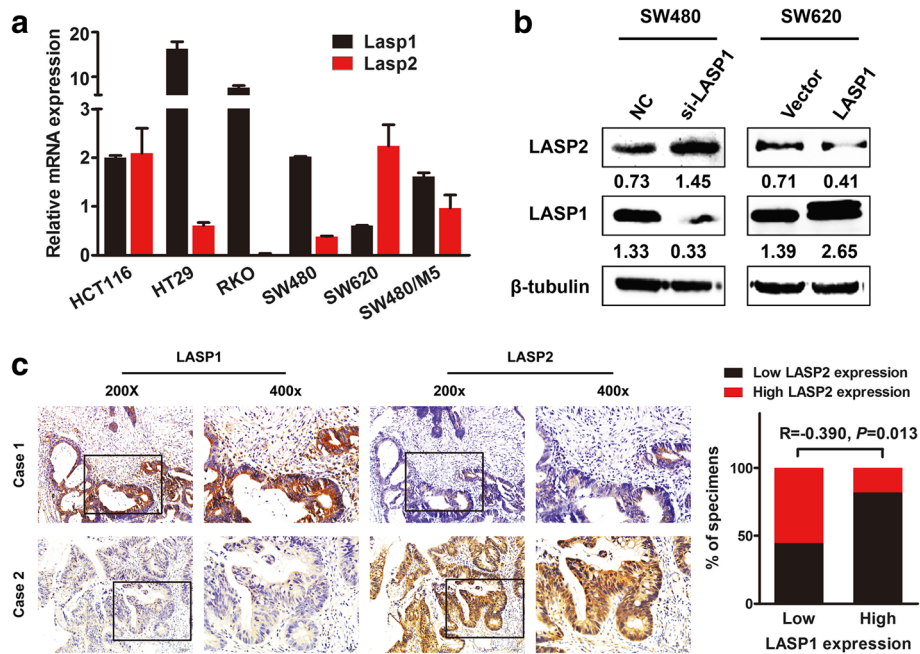 a
Relative mRNA expression
20
10
3
2
1
0
Lasp1
Lasp2
HCT116
HT29
RKO
SW480
SW620
SW480/M5
b
SW480
SW620
NC
si-LASP1
Vector
LASP1
LASP2
0.73 1.45 0.71 0.41
LASP1
1.33 0.33 1.39 2.65
β-tubulin
c
LASP1
LASP2
200X
400x
200x
400x
Case 1
Case 2
Low LASP2 expression
High LASP2 expression
R=-0.390, P=0.013
% of specimens
100
50
0
Low
High
LASP1 expression